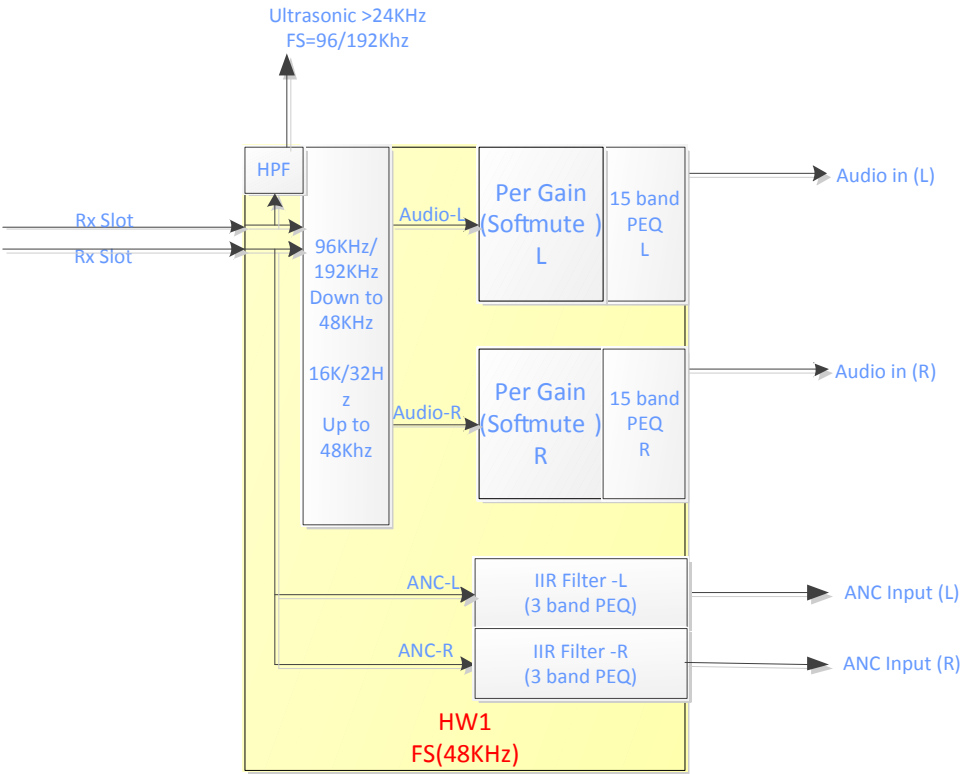 Ultrasonic >24KHz
FS=96/192Khz
HPF
Rx Slot
Rx Slot
96KHz/
192KHz
Down to
48KHz
16K/32H
z
Up to
48Khz
Audio-L
Per Gain
(Softmute )
L
15 band
PEQ
L
Audio in (L)
Audio-R
Per Gain
(Softmute )
R
15 band
PEQ
R
Audio in (R)
ANC-L
IIR Filter -L
(3 band PEQ)
ANC Input (L)
ANC-R
IIR Filter -R
(3 band PEQ)
ANC Input (R)
HW1
FS(48KHz)